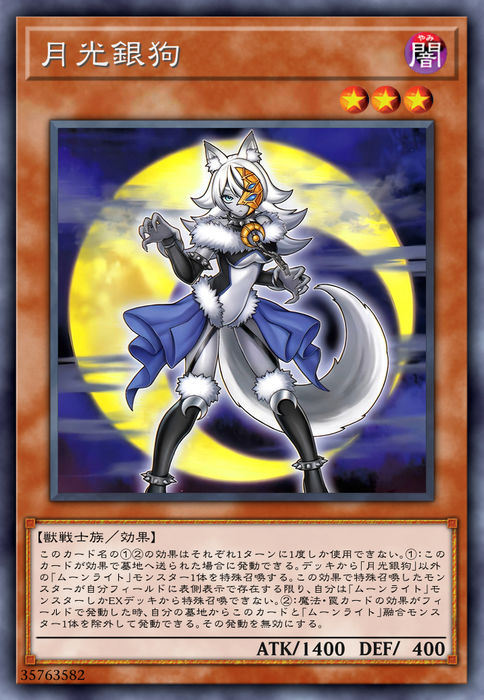 月光銀狗
やみ
闇
【獣戦士族／効果】
このカード名の①②の効果はそれぞれ1ターンに1度しか使用できない。①：この
カードが効果で墓地へ送られた場合に発動できる。デッキから「月光銀狗」以外
の「ムーンライト」モンスター1体を特殊召喚する。この効果で特殊召喚したモンス
ターが自分フィールドに表側表示で存在する限り、自分は「ムーンライト」モンス
ターしかEXデッキから特殊召喚できない。②：魔法・罠カードの効果がフィ
ールドで発動した時、自分の墓地からこのカードと「ムーンライト」融合モンス
ター1体を除外して発動できる。その発動を無効にする。
ATK/1400 DEF/ 400
35763582